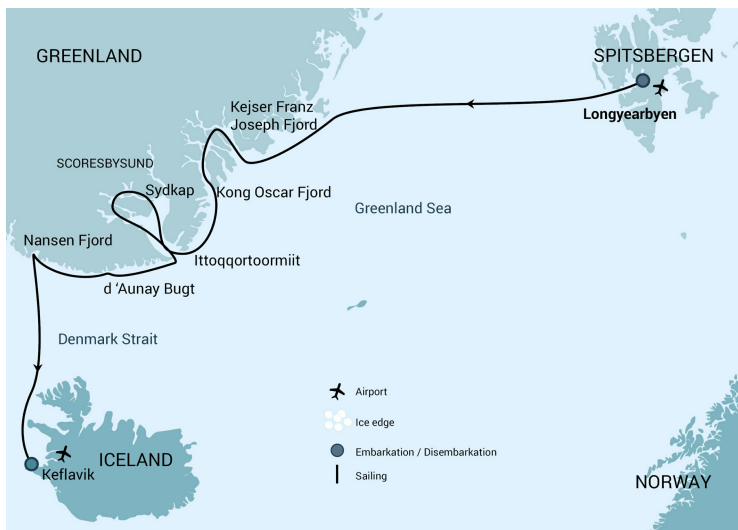 GREENLAND
SPITSBERGEN
Kejser Franz
Joseph Fjord
Longyearbyen
SCORESBYSUND
Sydkap
Kong Oscar Fjord
Greenland Sea
Nansen Fjord
Ittoqqortoormiit
d ‘Aunay Bugt
Denmark Strait
Airport
Ice edge
Embarkation / Disembarkation
Sailing
ICELAND
Keflavik
NORWAY